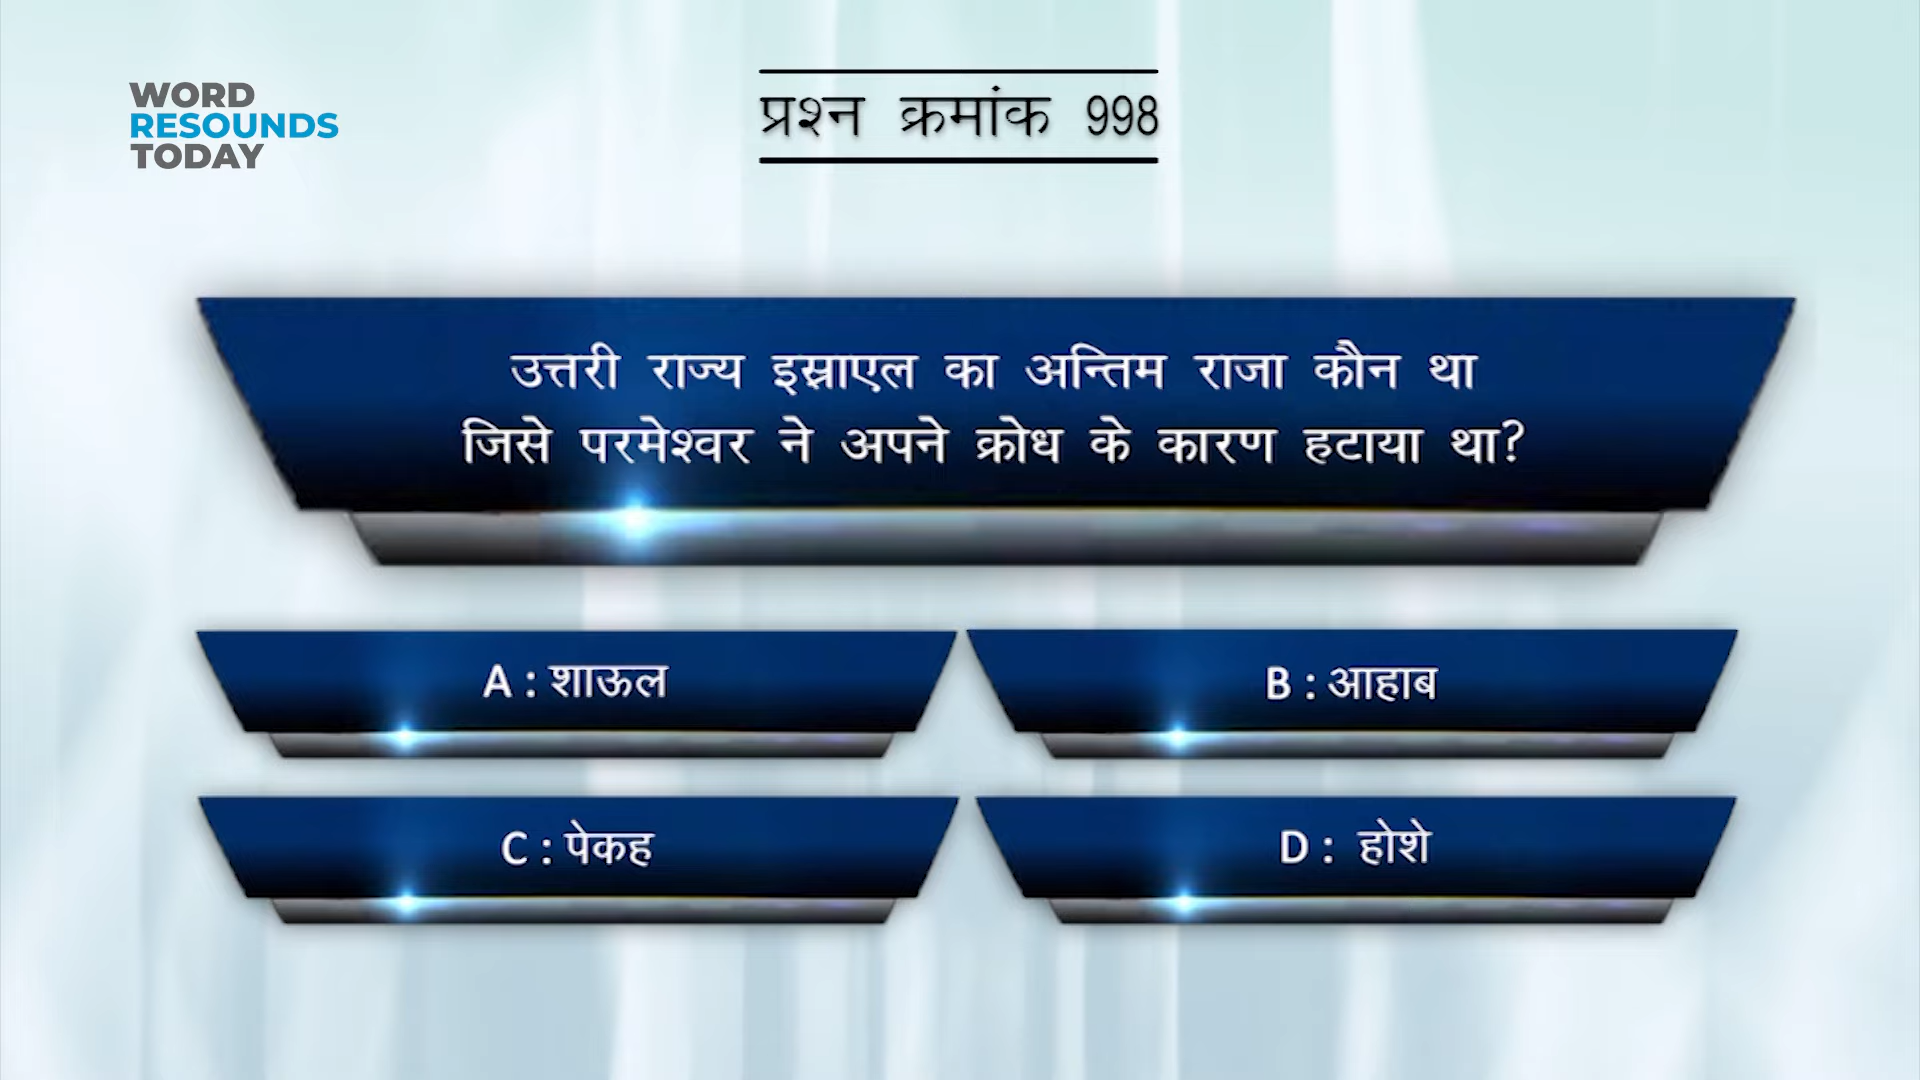 WORD
RESOUNDS
TODAY
प्रश्न क्रमांक 998
उत्तरी राज्य इस्राएल का अन्तिम राजा कौन था
जिसे परमेश्वर ने अपने क्रोध के कारण हटाया था?
A : शाऊल
B : आहाब
C : पेकह
D : होशे